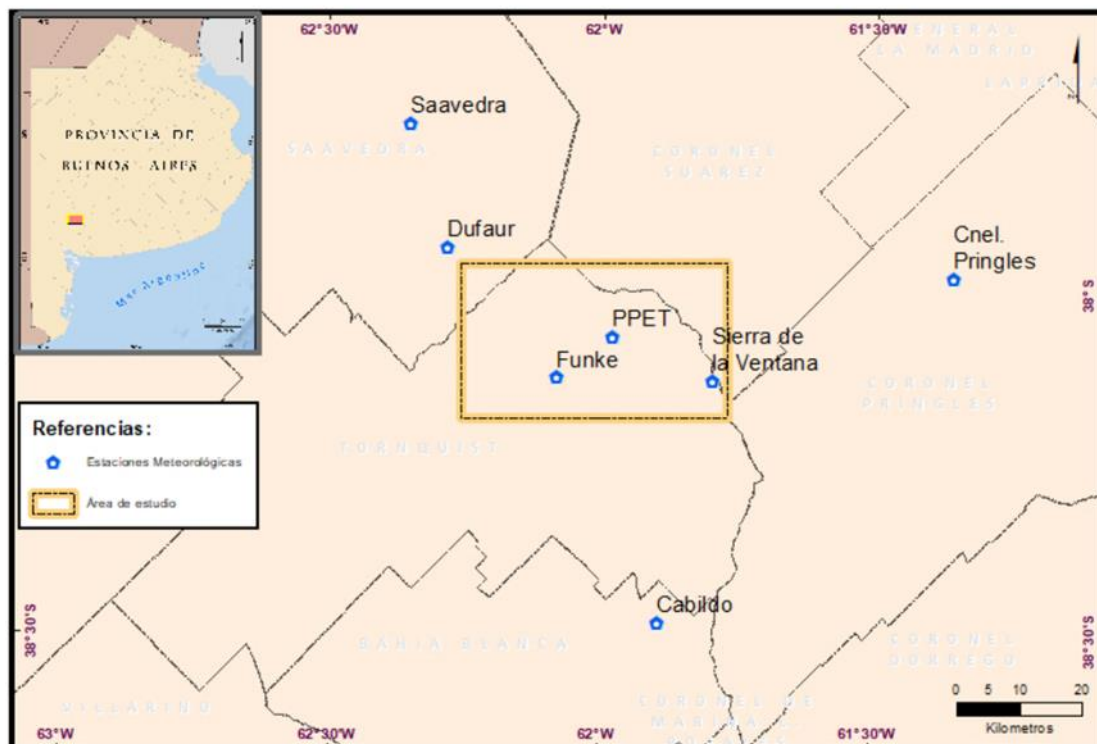 62°30'W
62°W
61°30'W
PROVINCIA DE
BUENOS AIRES
Mar Argentino
GENERAL
LA MADRID
LAPRIDA
Saavedra
SAAVEDRA
CORONEL
SUAREZ
Dufaur
Cnel.
Pringles
38°S
PPET
Sierra de
la Ventana
Funke
CORONEL
PRINGLES
Referencias:
Estaciones Meteorológicas
Área de estudio
TORNQUIST
Cabildo
38°30'S
38°30'S
BAHIA BLANCA
CORONEL
DORREGO
VILLARINO
CORONEL DE
MARINA L
0 5 10 20
Kilometros
63°W
62°30'W
62°W
61°30'W